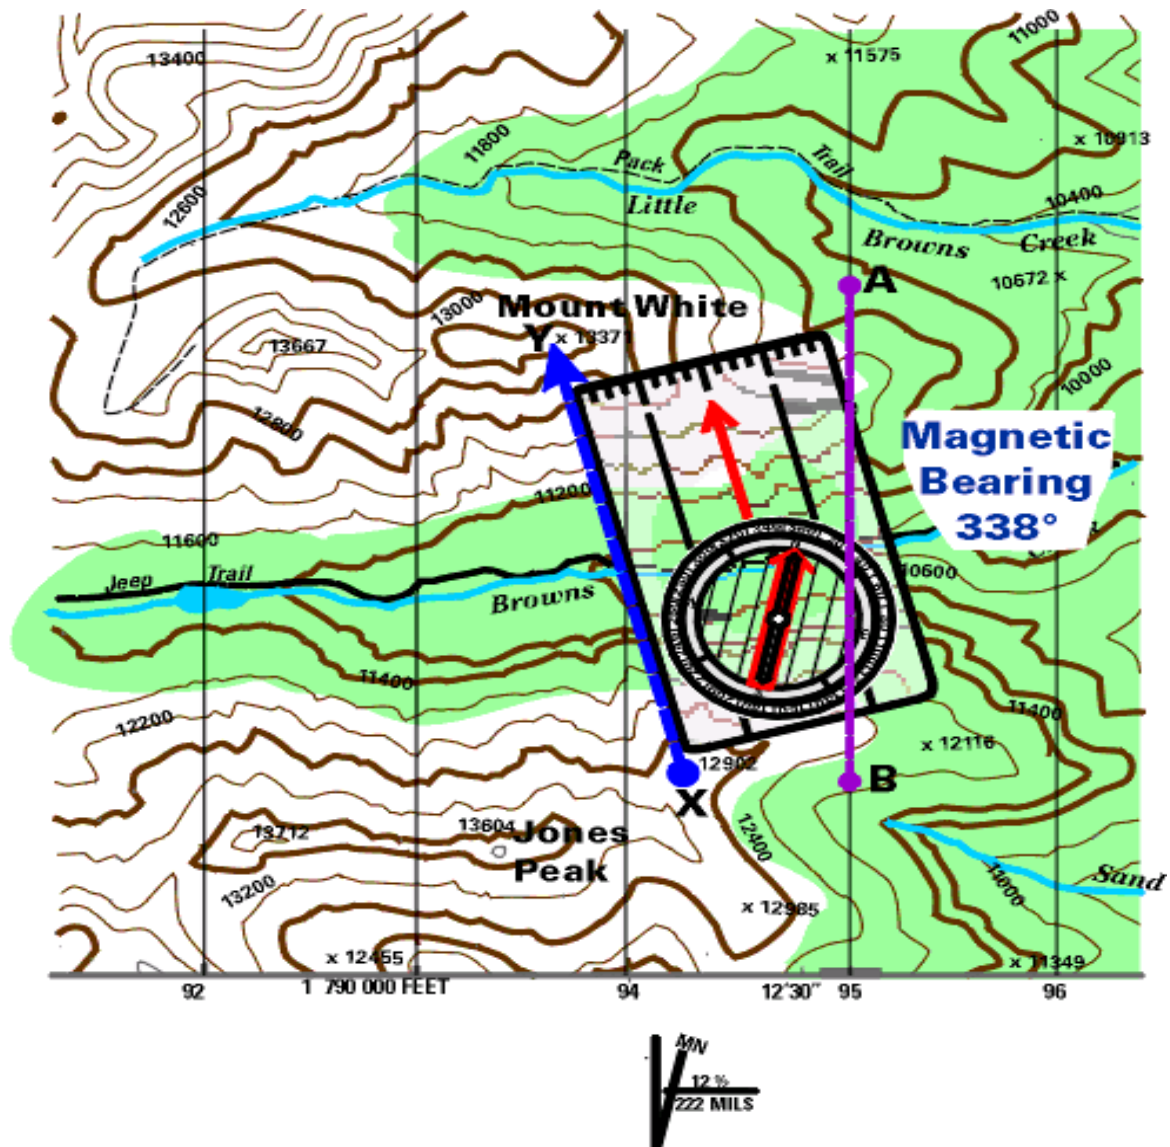 13400
11000
x 11575
x 10913
11800
Pack
Trail
12600
Little
10400
Browns
Creek
10672 x
A
13000
Mount White
Y x 13371
13667
10000
12800
Magnetic
Bearing
338°
11200
11600
Jeep
Trail
Browns
10600
11400
11400
12200
x 12116
12902
X
B
13712
13604
Jones
Peak
12400
Sand
13200
11000
x 12985
x 12455
x 11349
92
1 790 000 FEET
94
12'30"
95
96
MN
12 ½
222 MILS